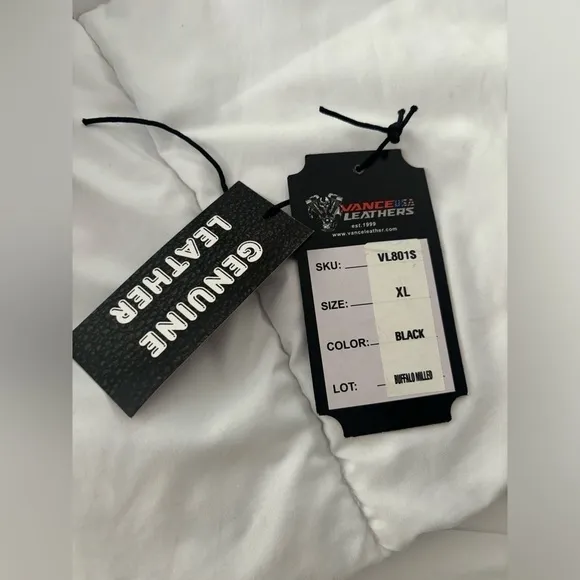 GENUINE
LEATHER
VANCE USA
LEATHERS
est.1999
www.vanceleather.com
SKU: VL801S
SIZE: XL
COLOR: BLACK
LOT: BUFFALO MILLED